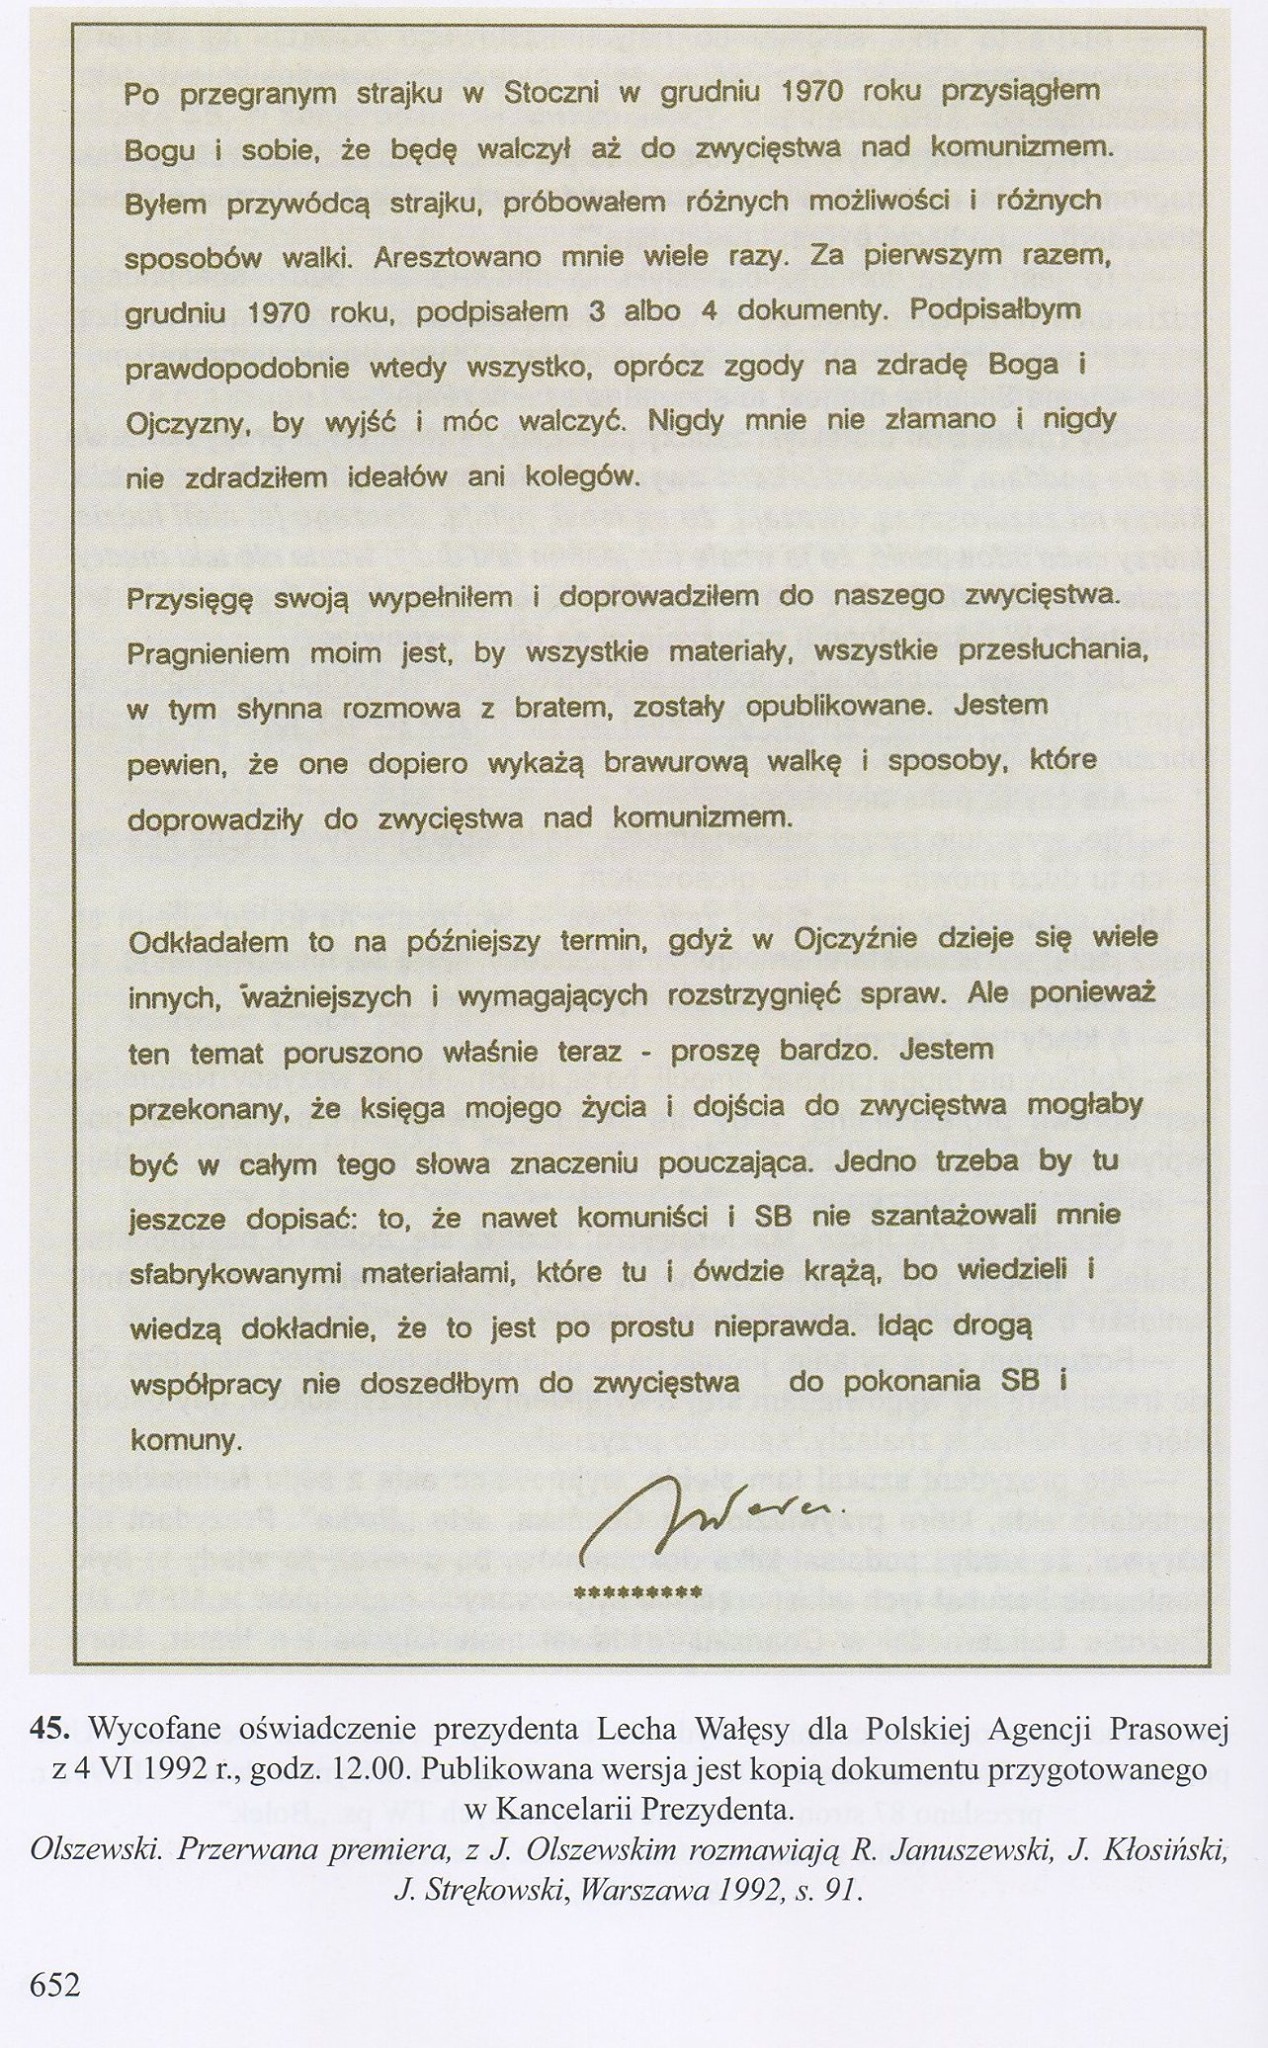 Po przegranym strajku w Stoczni w grudniu 1970 roku przysiągłem
Bogu i sobie, że będę walczył aż do zwycięstwa nad komunizmem.
Byłem przywódcą strajku, próbowałem różnych możliwości i różnych
sposobów walki. Aresztowano mnie wiele razy. Za pierwszym razem,
grudniu 1970 roku, podpisałem 3 albo 4 dokumenty. Podpisałbym
prawdopodobnie wtedy wszystko, oprócz zgody na zdradę Boga i
Ojczyzny, by wyjść i móc walczyć. Nigdy mnie nie złamano i nigdy
nie zdradziłem ideałów ani kolegów.
Przysięgę swoją wypełniłem i doprowadziłem do naszego zwycięstwa.
Pragnieniem moim jest, by wszystkie materiały, wszystkie przesłuchania,
w tym słynna rozmowa z bratem, zostały opublikowane. Jestem
pewien, że one dopiero wykażą brawurową walkę i sposoby, które
doprowadziły do zwycięstwa nad komunizmem.
Odkładałem to na późniejszy termin, gdyż w Ojczyźnie dzieje się wiele
innych, ważniejszych i wymagających rozstrzygnięć spraw. Ale ponieważ
ten temat poruszono właśnie teraz - proszę bardzo. Jestem
przekonany, że księga mojego życia i dojścia do zwycięstwa mogłaby
być w całym tego słowa znaczeniu pouczająca. Jedno trzeba by tu
jeszcze dopisać: to, że nawet komuniści i SB nie szantażowali mnie
sfabrykowanymi materiałami, które tu i ówdzie krążą, bo wiedzieli i
wiedzą dokładnie, że to jest po prostu nieprawda. Idąc drogą
współpracy nie doszedłbym do zwycięstwa do pokonania SB i
komuny.
*********
45. Wycofane oświadczenie prezydenta Lecha Wałęsy dla Polskiej Agencji Prasowej
z 4 VI 1992 r., godz. 12.00. Publikowana wersja jest kopią dokumentu przygotowanego
w Kancelarii Prezydenta.
Olszewski. Przerwana premiera, z J. Olszewskim rozmawiają R. Januszewski, J. Kłosiński,
J. Strękowski, Warszawa 1992, s. 91.
652